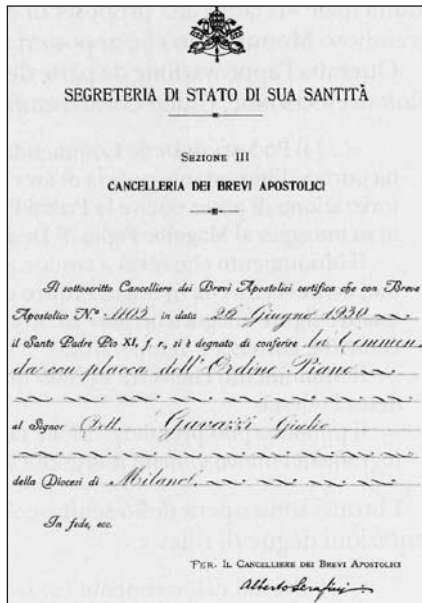 SEGRETERIA DI STATO DI SUA SANTITÀ
SEZIONE III
CANCELLERIA DEI BREVI APOSTOLICI
Il sottoscritto Cancelliere dei Brevi Apostolici certifica che con Breve
Apostolico Nº 1105 in data 26 Giugno 1930
il Santo Padre Pio XI, f. r., si è degnato di conferire la Commen
da con placca dell'Ordine Piano
al Signor Dott. Gavazzi Giulio
della Diocesi di Milano.
In fede, ecc.
PER. IL CANCELLIERE DEI BREVI APOSTOLICI
Alberto Serafini